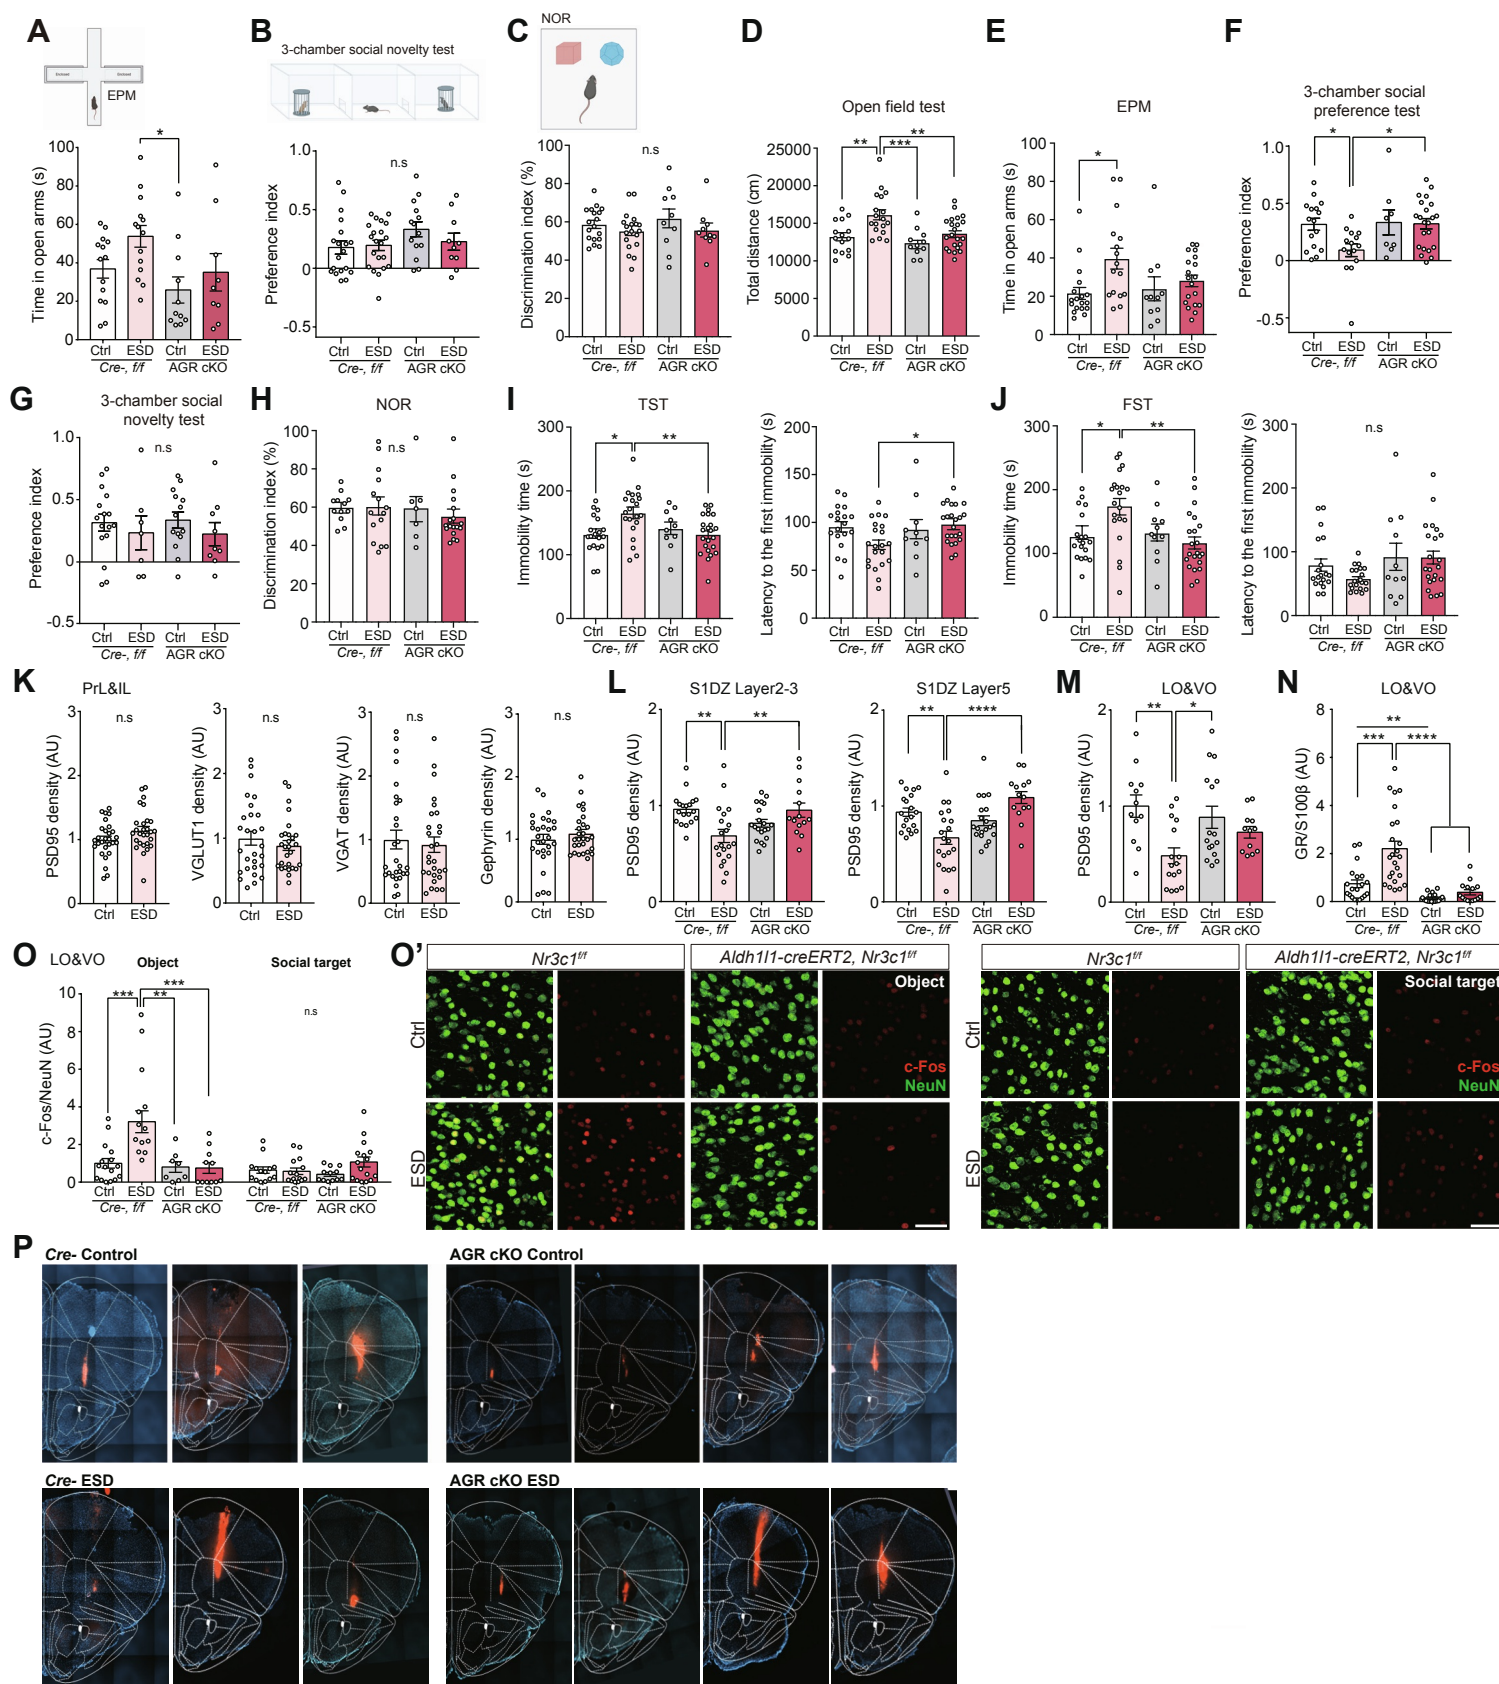 A
Enclosed
Enclosed
EPM
Time in open arms (s)
100
80
60
40
20
0
*
Ctrl ESD Ctrl ESD
Cre-, f/f AGR cKO
B
3-chamber social novelty test
Preference index
1.0
0.5
0
-0.5
n.s
Ctrl ESD Ctrl ESD
Cre-, f/f AGR cKO
C
NOR
Discrimination index (%)
100
80
60
40
20
0
n.s
Ctrl ESD Ctrl ESD
Cre-, f/f AGR cKO
D
Open field test
Total distance (cm)
25000
20000
15000
10000
5000
0
**
** ***
Ctrl ESD Ctrl ESD
Cre-, f/f AGR cKO
E
EPM
Time in open arms (s)
100
80
60
40
20
0
*
Ctrl ESD Ctrl ESD
Cre-, f/f AGR cKO
F
3-chamber social
preference test
Preference index
1.0
0.5
0
-0.5
* *
Ctrl ESD Ctrl ESD
Cre-, f/f AGR cKO
G
3-chamber social
novelty test
Preference index
1.0
0.5
0
-0.5
n.s
Ctrl ESD Ctrl ESD
Cre-, f/f AGR cKO
H
NOR
Discrimination index (%)
100
80
60
40
20
0
n.s
Ctrl ESD Ctrl ESD
Cre-, f/f AGR cKO
I
TST
Immobility time (s)
300
200
100
0
* **
Ctrl ESD Ctrl ESD
Cre-, f/f AGR cKO
Latency to the first immobility (s)
200
150
100
50
0
*
Ctrl ESD Ctrl ESD
Cre-, f/f AGR cKO
J
FST
Immobility time (s)
300
200
100
0
* **
Ctrl ESD Ctrl ESD
Cre-, f/f AGR cKO
Latency to the first immobility (s)
300
200
100
0
n.s
Ctrl ESD Ctrl ESD
Cre-, f/f AGR cKO
K
PrL&IL
PSD95 density (AU)
3
2
1
0
n.s
Ctrl ESD
VGLUT1 density (AU)
3
2
1
0
n.s
Ctrl ESD
VGAT density (AU)
3
2
1
0
n.s
Ctrl ESD
Gephyrin density (AU)
3
2
1
0
n.s
Ctrl ESD
L
S1DZ Layer2-3
PSD95 density (AU)
2
1
0
** **
Ctrl ESD Ctrl ESD
Cre-, f/f AGR cKO
S1DZ Layer5
PSD95 density (AU)
2
1
0
** ****
Ctrl ESD Ctrl ESD
Cre-, f/f AGR cKO
M
LO&VO
PSD95 density (AU)
2
1
0
** *
Ctrl ESD Ctrl ESD
Cre-, f/f AGR cKO
N
LO&VO
GR/S100β (AU)
8
6
4
2
0
**
*** ****
Ctrl ESD Ctrl ESD
Cre-, f/f AGR cKO
O
LO&VO
Object
Social target
c-Fos/NeuN (AU)
10
8
6
4
2
0
***
*** **
n.s
Ctrl ESD Ctrl ESD Ctrl ESD Ctrl ESD
Cre-, f/f AGR cKO Cre-, f/f AGR cKO
O'
Nr3c1f/f
Aldh1l1-creERT2, Nr3c1f/f
Object
Ctrl
c-Fos
NeuN
ESD
Nr3c1f/f
Aldh1l1-creERT2, Nr3c1f/f
Social target
c-Fos
NeuN
P
Cre- Control
AGR cKO Control
Cre- ESD
AGR cKO ESD